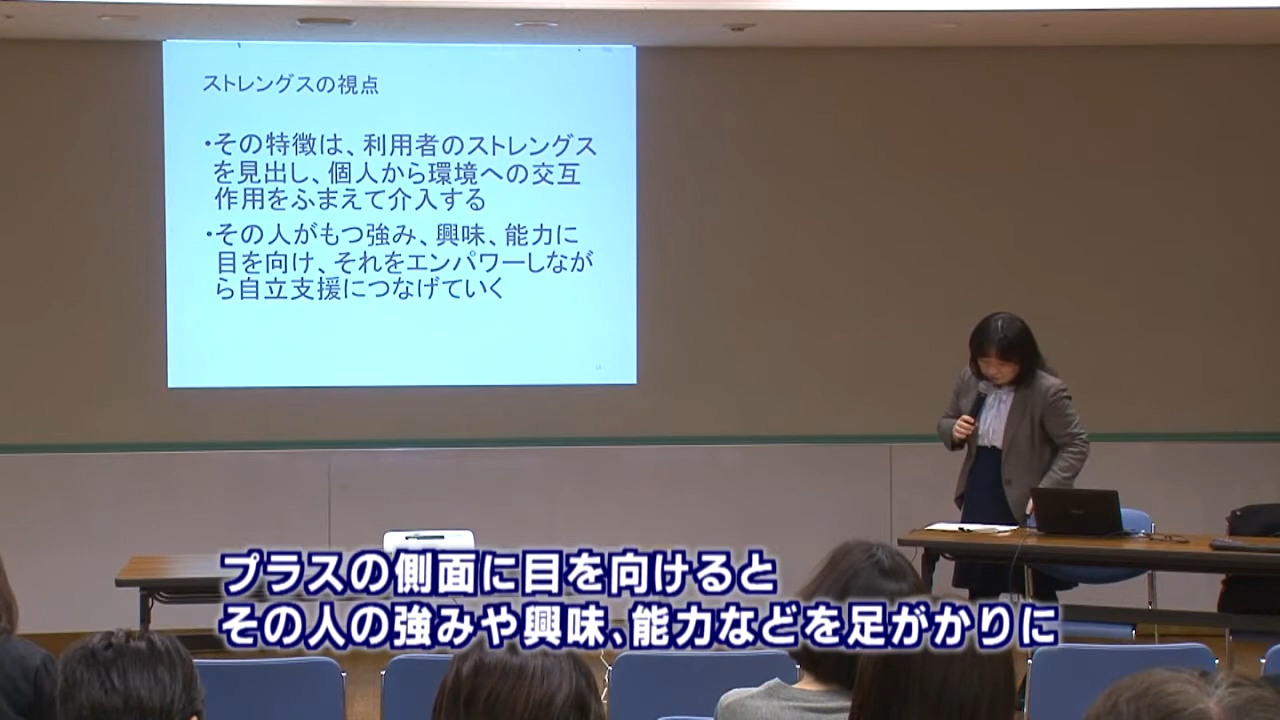 ストレングスの視点
・その特徴は、利用者のストレングス
を見出し、個人から環境への交互
作用をふまえて介入する
・その人がもつ強み、興味、能力に
目を向け、それをエンパワーしなが
ら自立支援につなげていく
プラスの側面に目を向けると
その人の強みや興味、能力などを足がかりに